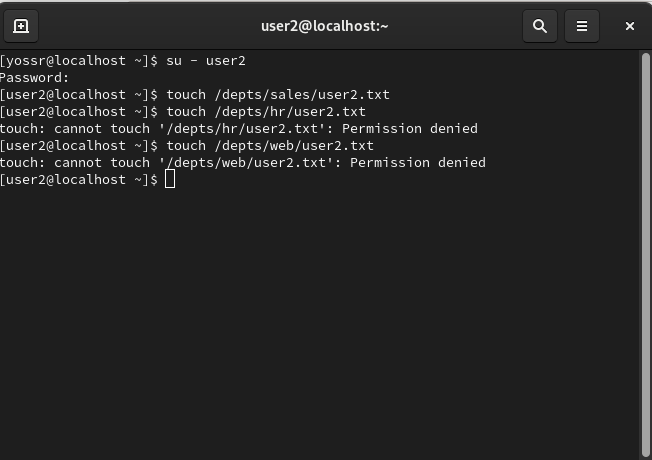 user2@localhost:~
[yossr@localhost ~]$ su - user2
Password:
[user2@localhost ~]$ touch /depts/sales/user2.txt
[user2@localhost ~]$ touch /depts/hr/user2.txt
touch: cannot touch '/depts/hr/user2.txt': Permission denied
[user2@localhost ~]$ touch /depts/web/user2.txt
touch: cannot touch '/depts/web/user2.txt': Permission denied
[user2@localhost ~]$